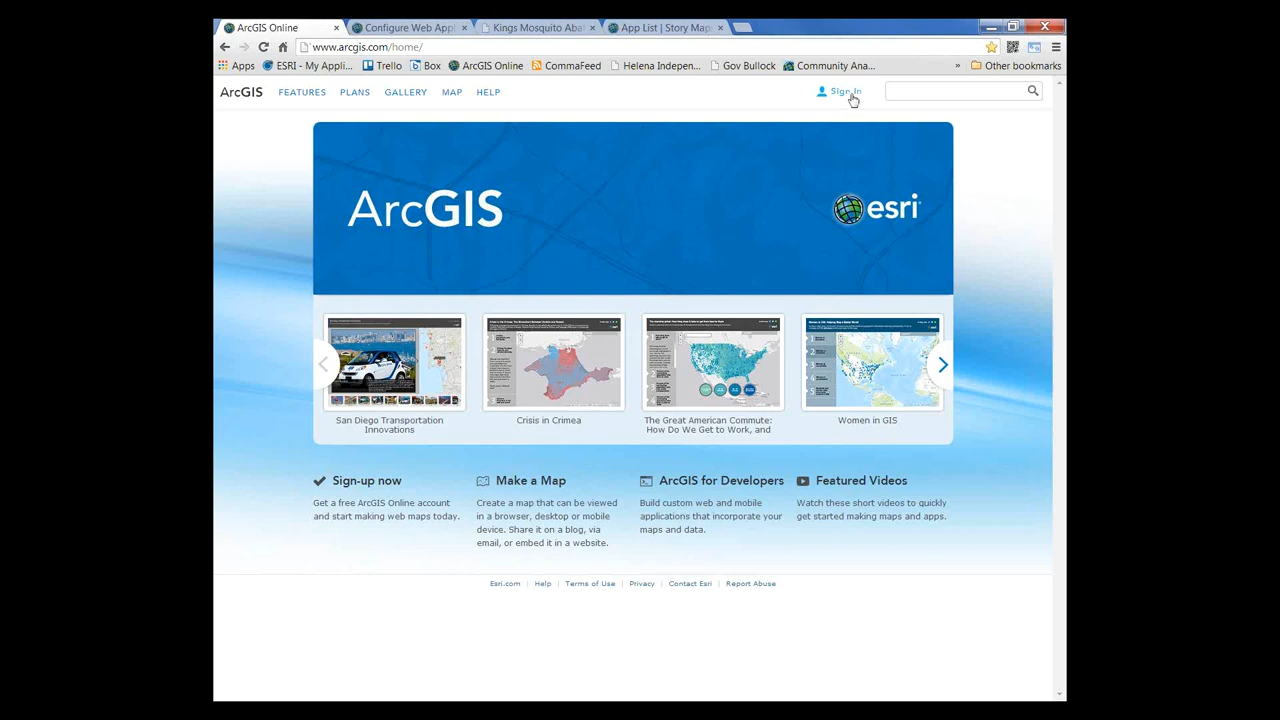 ArcGIS Online
Configure Web App
Kings Mosquito Abat
App List | Story Map
www.arcgis.com/home/
Apps
ESRI - My Appli...
Trello
Box
ArcGIS Online
CommaFeed
Helena Indepen...
Gov Bullock
Community Ana...
»
Other bookmarks
ArcGIS FEATURES PLANS GALLERY MAP HELP
Sign In
ArcGIS
esri
San Diego Transportation
Innovations
Crisis in Crimea
The Great American Commute:
How Do We Get to Work, and
Women in GIS
Sign-up now
Get a free ArcGIS Online account
and start making web maps today.
Make a Map
Create a map that can be viewed
in a browser, desktop or mobile
device. Share it on a blog, via
email, or embed it in a website.
ArcGIS for Developers
Build custom web and mobile
applications that incorporate your
maps and data.
Featured Videos
Watch these short videos to quickly
get started making maps and apps.
Esri.com | Help | Terms of Use | Privacy | Contact Esri | Report Abuse